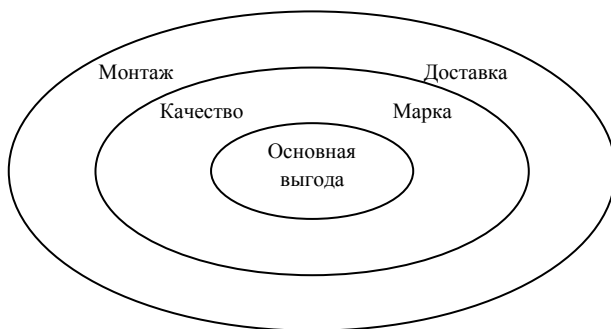 Монтаж Доставка
Качество Марка
Основная
выгода